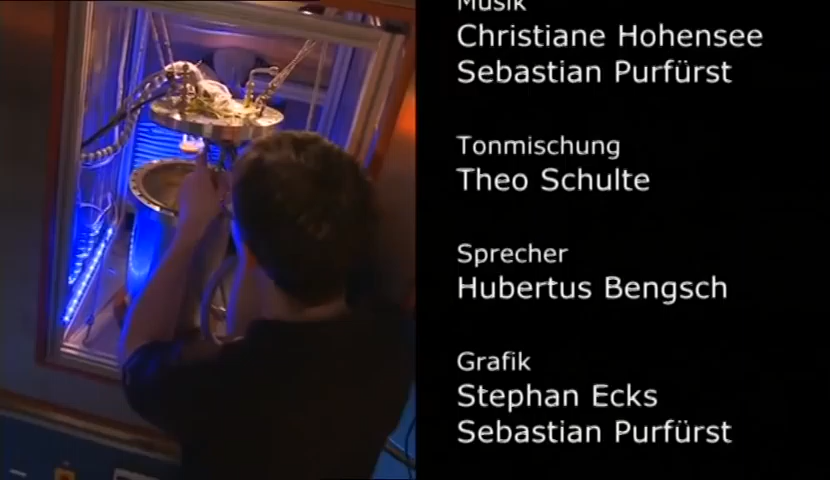 Musik
Christiane Hohensee
Sebastian Purfürst
Tonmischung
Theo Schulte
Sprecher
Hubertus Bengsch
Grafik
Stephan Ecks
Sebastian Purfürst